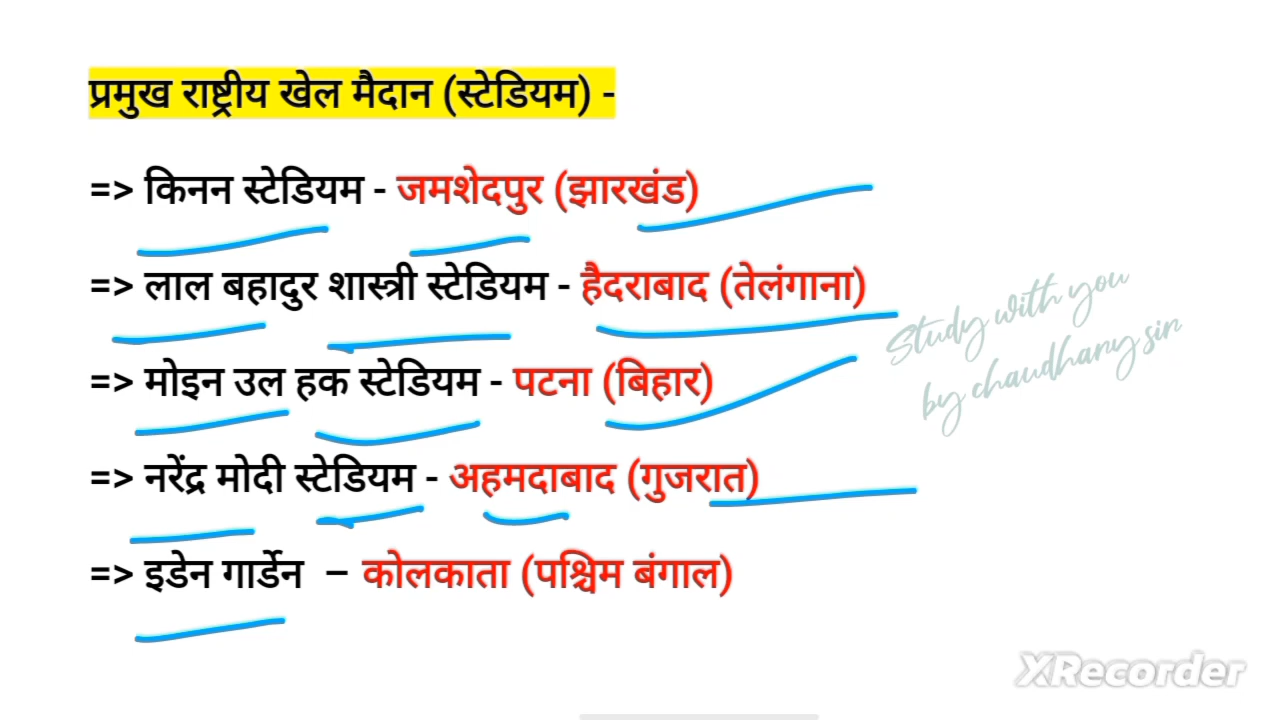 प्रमुख राष्ट्रीय खेल मैदान (स्टेडियम) -
=> किनन स्टेडियम - जमशेदपुर (झारखंड)
=> लाल बहादुर शास्त्री स्टेडियम - हैदराबाद (तेलंगाना)
=> मोइन उल हक स्टेडियम - पटना (बिहार)
=> नरेंद्र मोदी स्टेडियम - अहमदाबाद (गुजरात)
=> इडेन गार्डेन – कोलकाता (पश्चिम बंगाल)
Study with you
by chaudhary sir
XRecorder